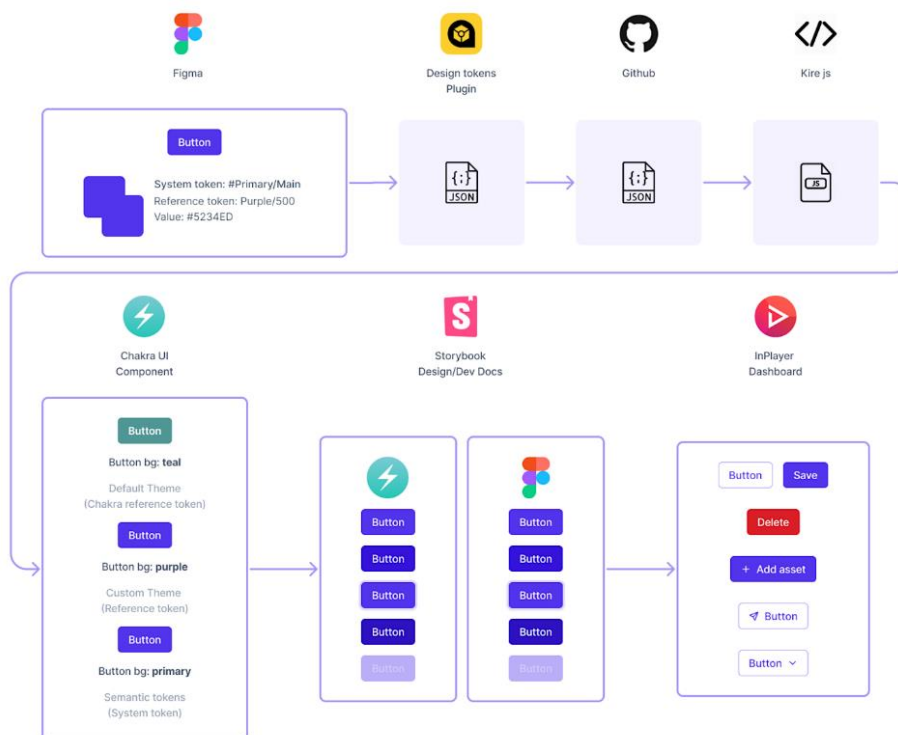 Figma
Design tokens
Plugin
Github
Kire js
Button
System token: #Primary/Main
Reference token: Purple/500
Value: #5234ED
{;}
JSON
{;}
JSON
JS
Chakra UI
Component
S
Storybook
Design/Dev Docs
InPlayer
Dashboard
Button
Button bg: teal
Default Theme
(Chakra reference token)
Button
Button bg: purple
Custom Theme
(Reference token)
Button
Button bg: primary
Semantic tokens
(System token)
Button
Button
Button
Button
Button
Button
Button
Button
Button
Button
Button
Save
Delete
+ Add asset
Button
Button